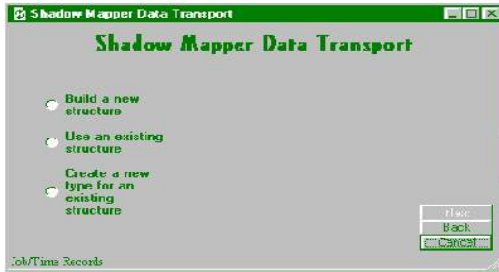 Shadow Mapper Data Transport
Shadow Mapper Data Transport
Build a new
structure
Use an existing
structure
Create a new
type for an
existing
structure
Next
Back
Cancel
Job/Time Records